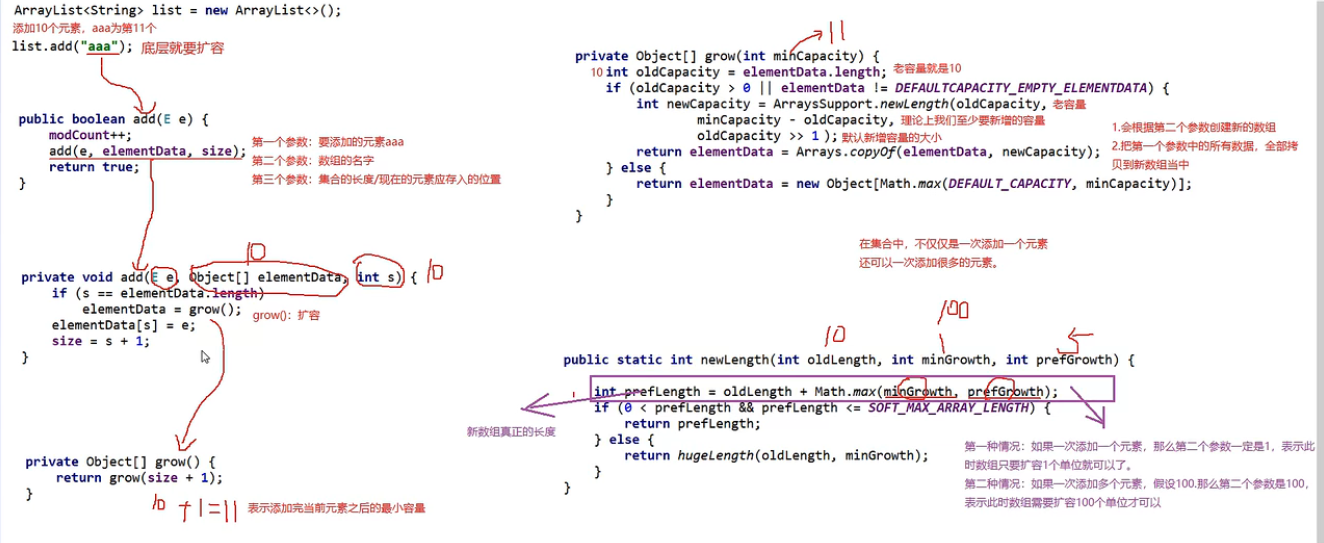 ArrayList<String> list = new ArrayList<>();
添加10个元素，aaa为第11个
list.add("aaa"); 底层就要扩容
public boolean add(E e) {
modCount++;
add(e, elementData, size); 第一个参数：要添加的元素aaa
第二个参数：数组的名字
return true;
第三个参数：集合的长度/现在的元素应存入的位置
}
10
private void add(E e, Object[] elementData, int s) { 10
if (s == elementData.length)
elementData = grow(); grow()：扩容
elementData[s] = e;
size = s + 1;
}
private Object[] grow() {
return grow(size + 1);
}
10 +1=11 表示添加完当前元素之后的最小容量
11
private Object[] grow(int minCapacity) {
10 int oldCapacity = elementData.length; 老容量就是10
if (oldCapacity > 0 || elementData != DEFAULTCAPACITY_EMPTY_ELEMENTDATA) {
int newCapacity = ArraysSupport.newLength(oldCapacity, 老容量
minCapacity - oldCapacity, 理论上我们至少要新增的容量
oldCapacity >> 1 ); 默认新增容量的大小
return elementData = Arrays.copyOf(elementData, newCapacity);
} else {
return elementData = new Object[Math.max(DEFAULT_CAPACITY, minCapacity)];
}
}
1.会根据第二个参数创建新的数组
2.把第一个参数中的所有数据，全部拷
贝到新数组当中
在集合中，不仅仅是一次添加一个元素
还可以一次添加很多的元素。
10 100 5
public static int newLength(int oldLength, int minGrowth, int prefGrowth) {
int prefLength = oldLength + Math.max(minGrowth, prefGrowth);
if (0 < prefLength && prefLength <= SOFT_MAX_ARRAY_LENGTH) {
return prefLength;
} else {
return hugeLength(oldLength, minGrowth);
}
}
新数组真正的长度
第一种情况：如果一次添加一个元素，那么第二个参数一定是1，表示此
时数组只要扩容1个单位就可以了。
第二种情况：如果一次添加多个元素，假设100.那么第二个参数是100，
表示此时数组需要扩容100个单位才可以